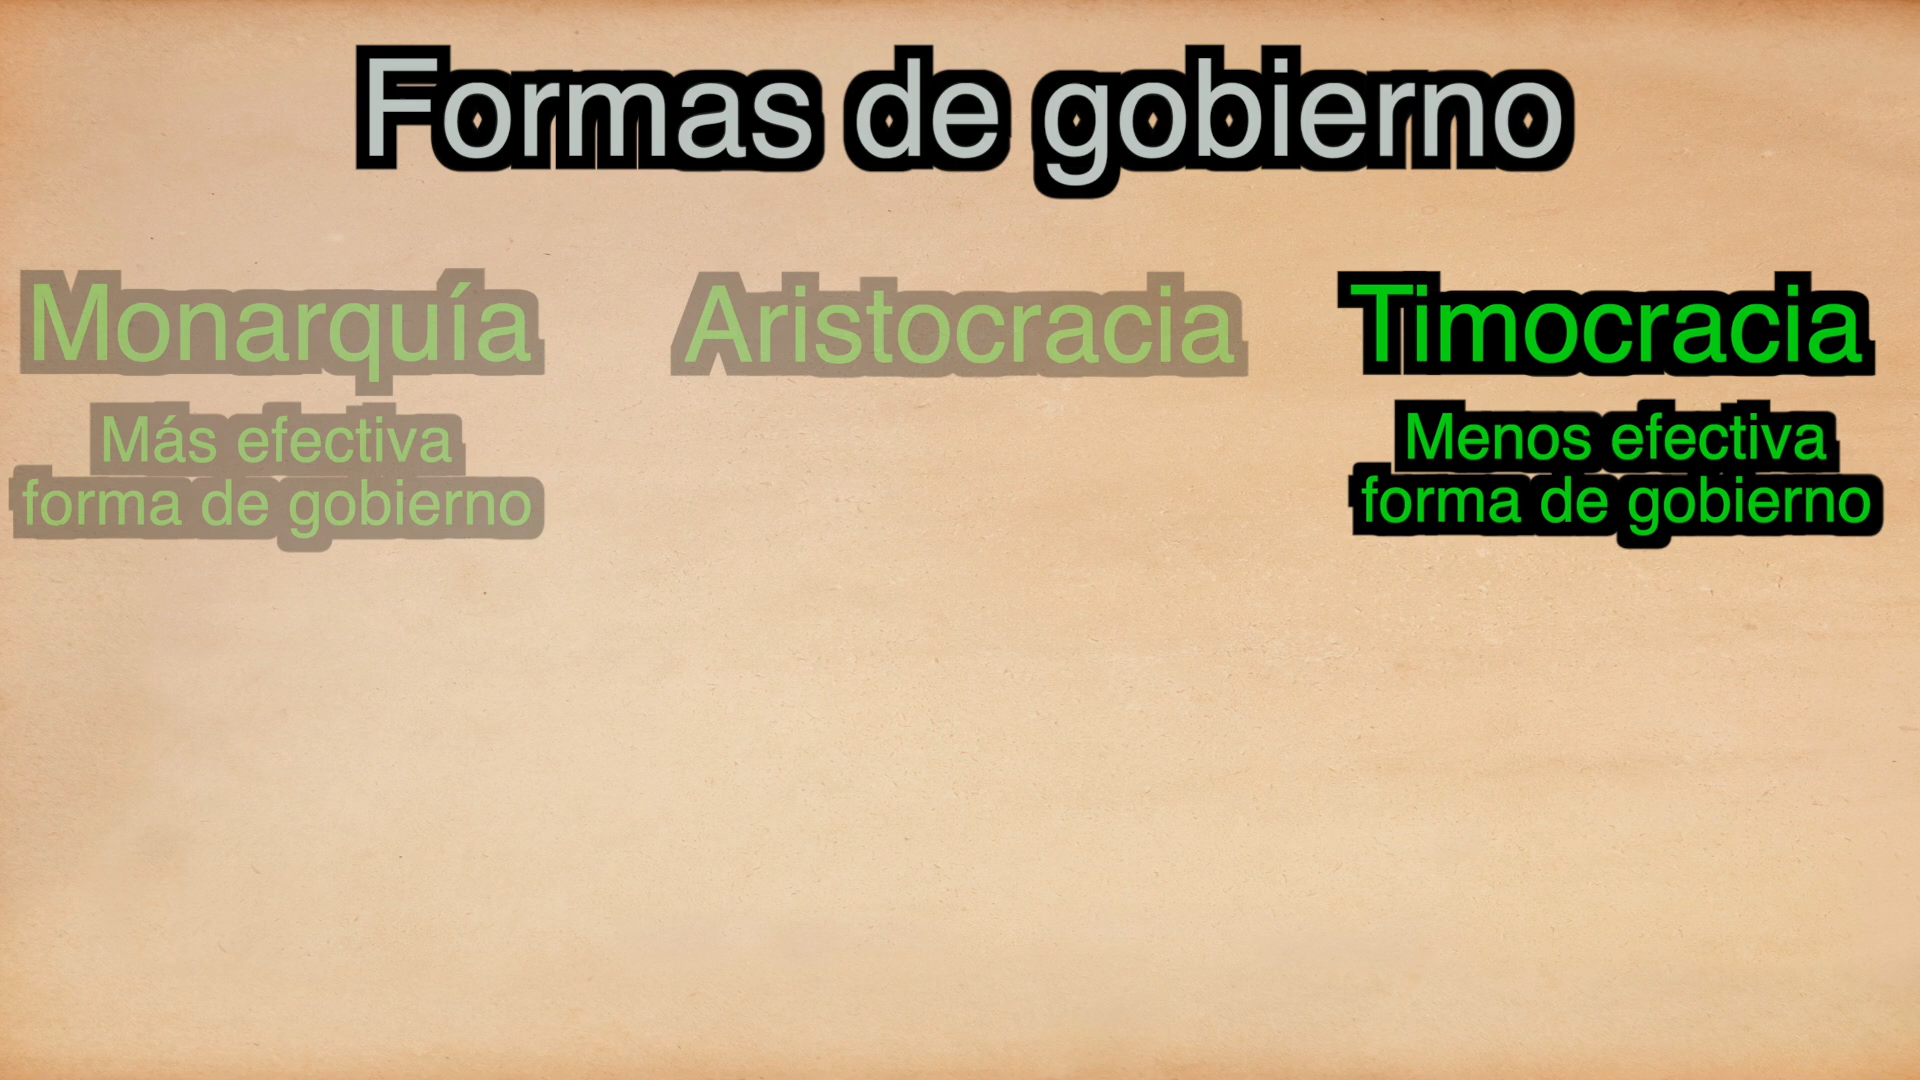 Formas de gobierno
Monarquía
Más efectiva
forma de gobierno
Aristocracia
Timocracia
Menos efectiva
forma de gobierno